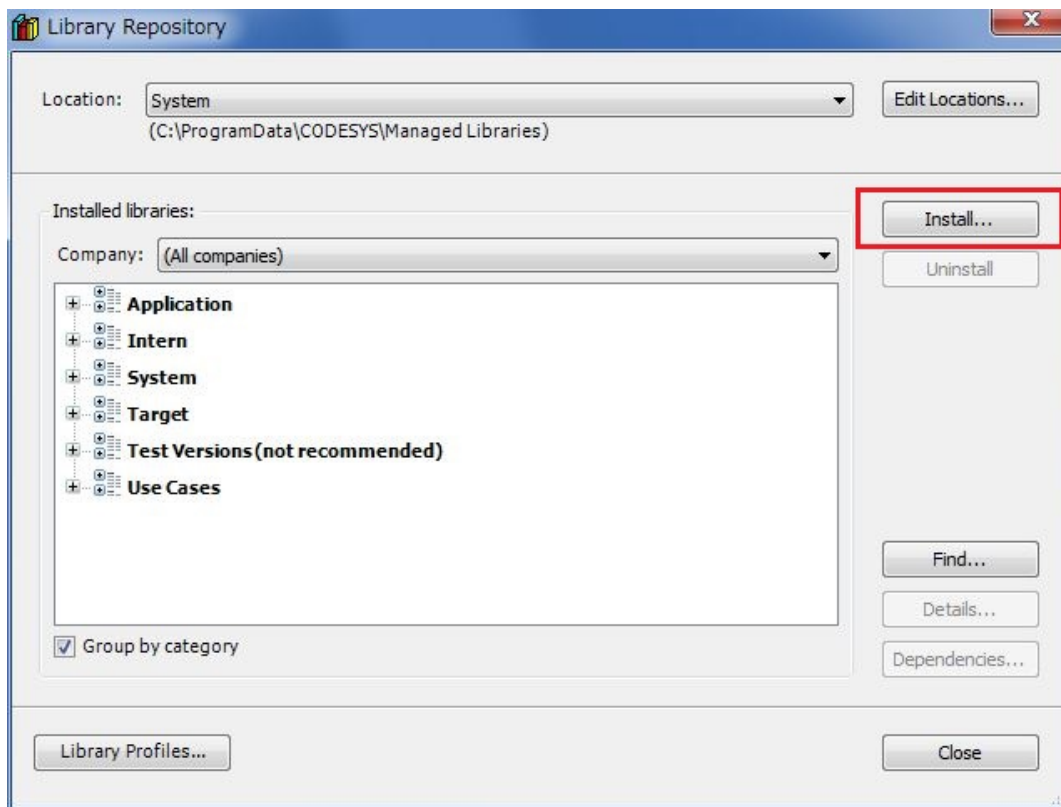 Library Repository
Location: System Edit Locations...
(C:\ProgramData\CODESYS\Managed Libraries)
Installed libraries:
Install...
Company: (All companies)
Uninstall
Application
Intern
System
Target
Test Versions(not recommended)
Use Cases
Find...
Details...
Group by category
Dependencies...
Library Profiles... Close